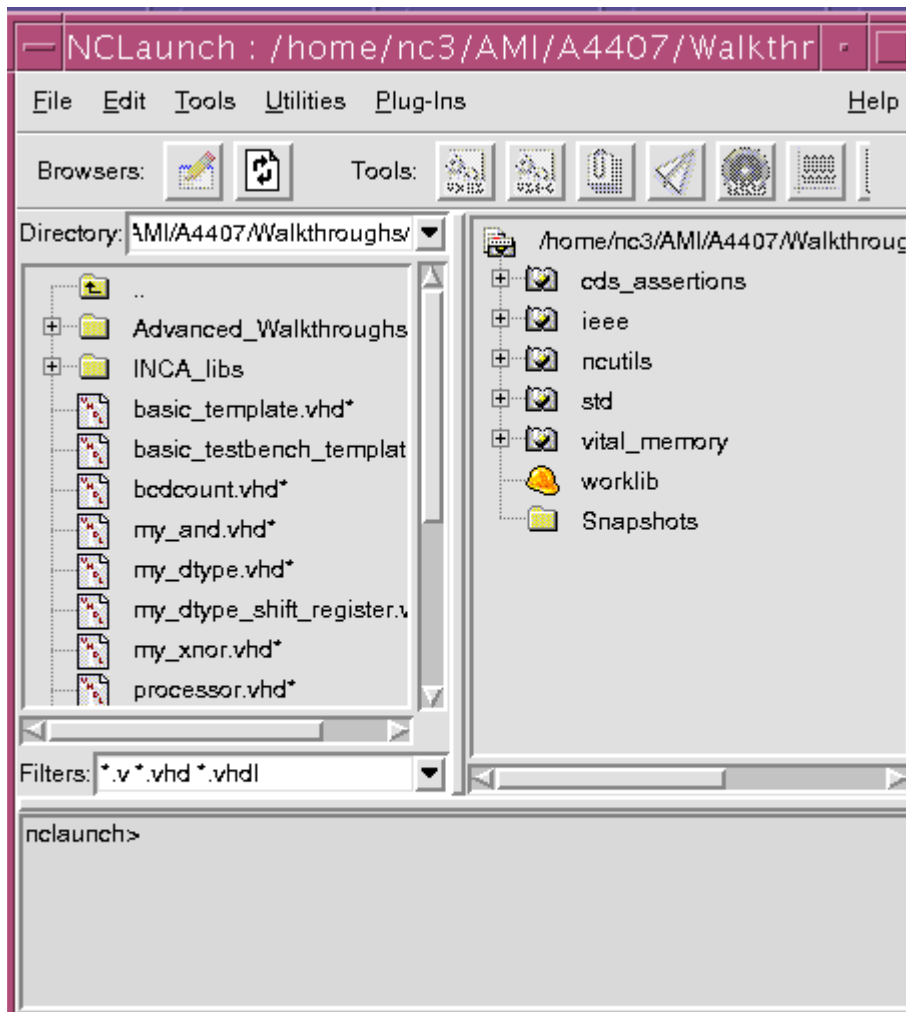 NCLaunch : /home/nc3/AMI/A4407/Walkthr
File Edit Tools Utilities Plug-Ins Help
Browsers: Tools:
Directory: AMI/A4407/Walkthroughs/
..
Advanced_Walkthroughs
INCA_libs
basic_template.vhd*
basic_testbench_templat
bcdcount.vhd*
my_and.vhd*
my_dtype.vhd*
my_dtype_shift_register.v
my_xnor.vhd*
processor.vhd*
Filters: *.v *.vhd *.vhdl
/home/nc3/AMI/A4407/Walkthroug
cds_assertions
ieee
ncutils
std
vital_memory
worklib
Snapshots
nclaunch>